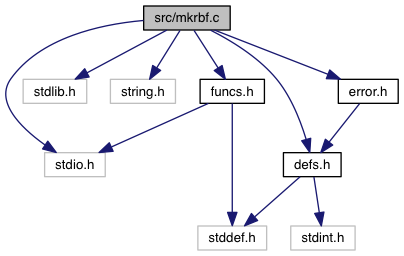 src/mkrbf.c
stdlib.h
string.h
funcs.h
error.h
stdio.h
defs.h
stddef.h
stdint.h